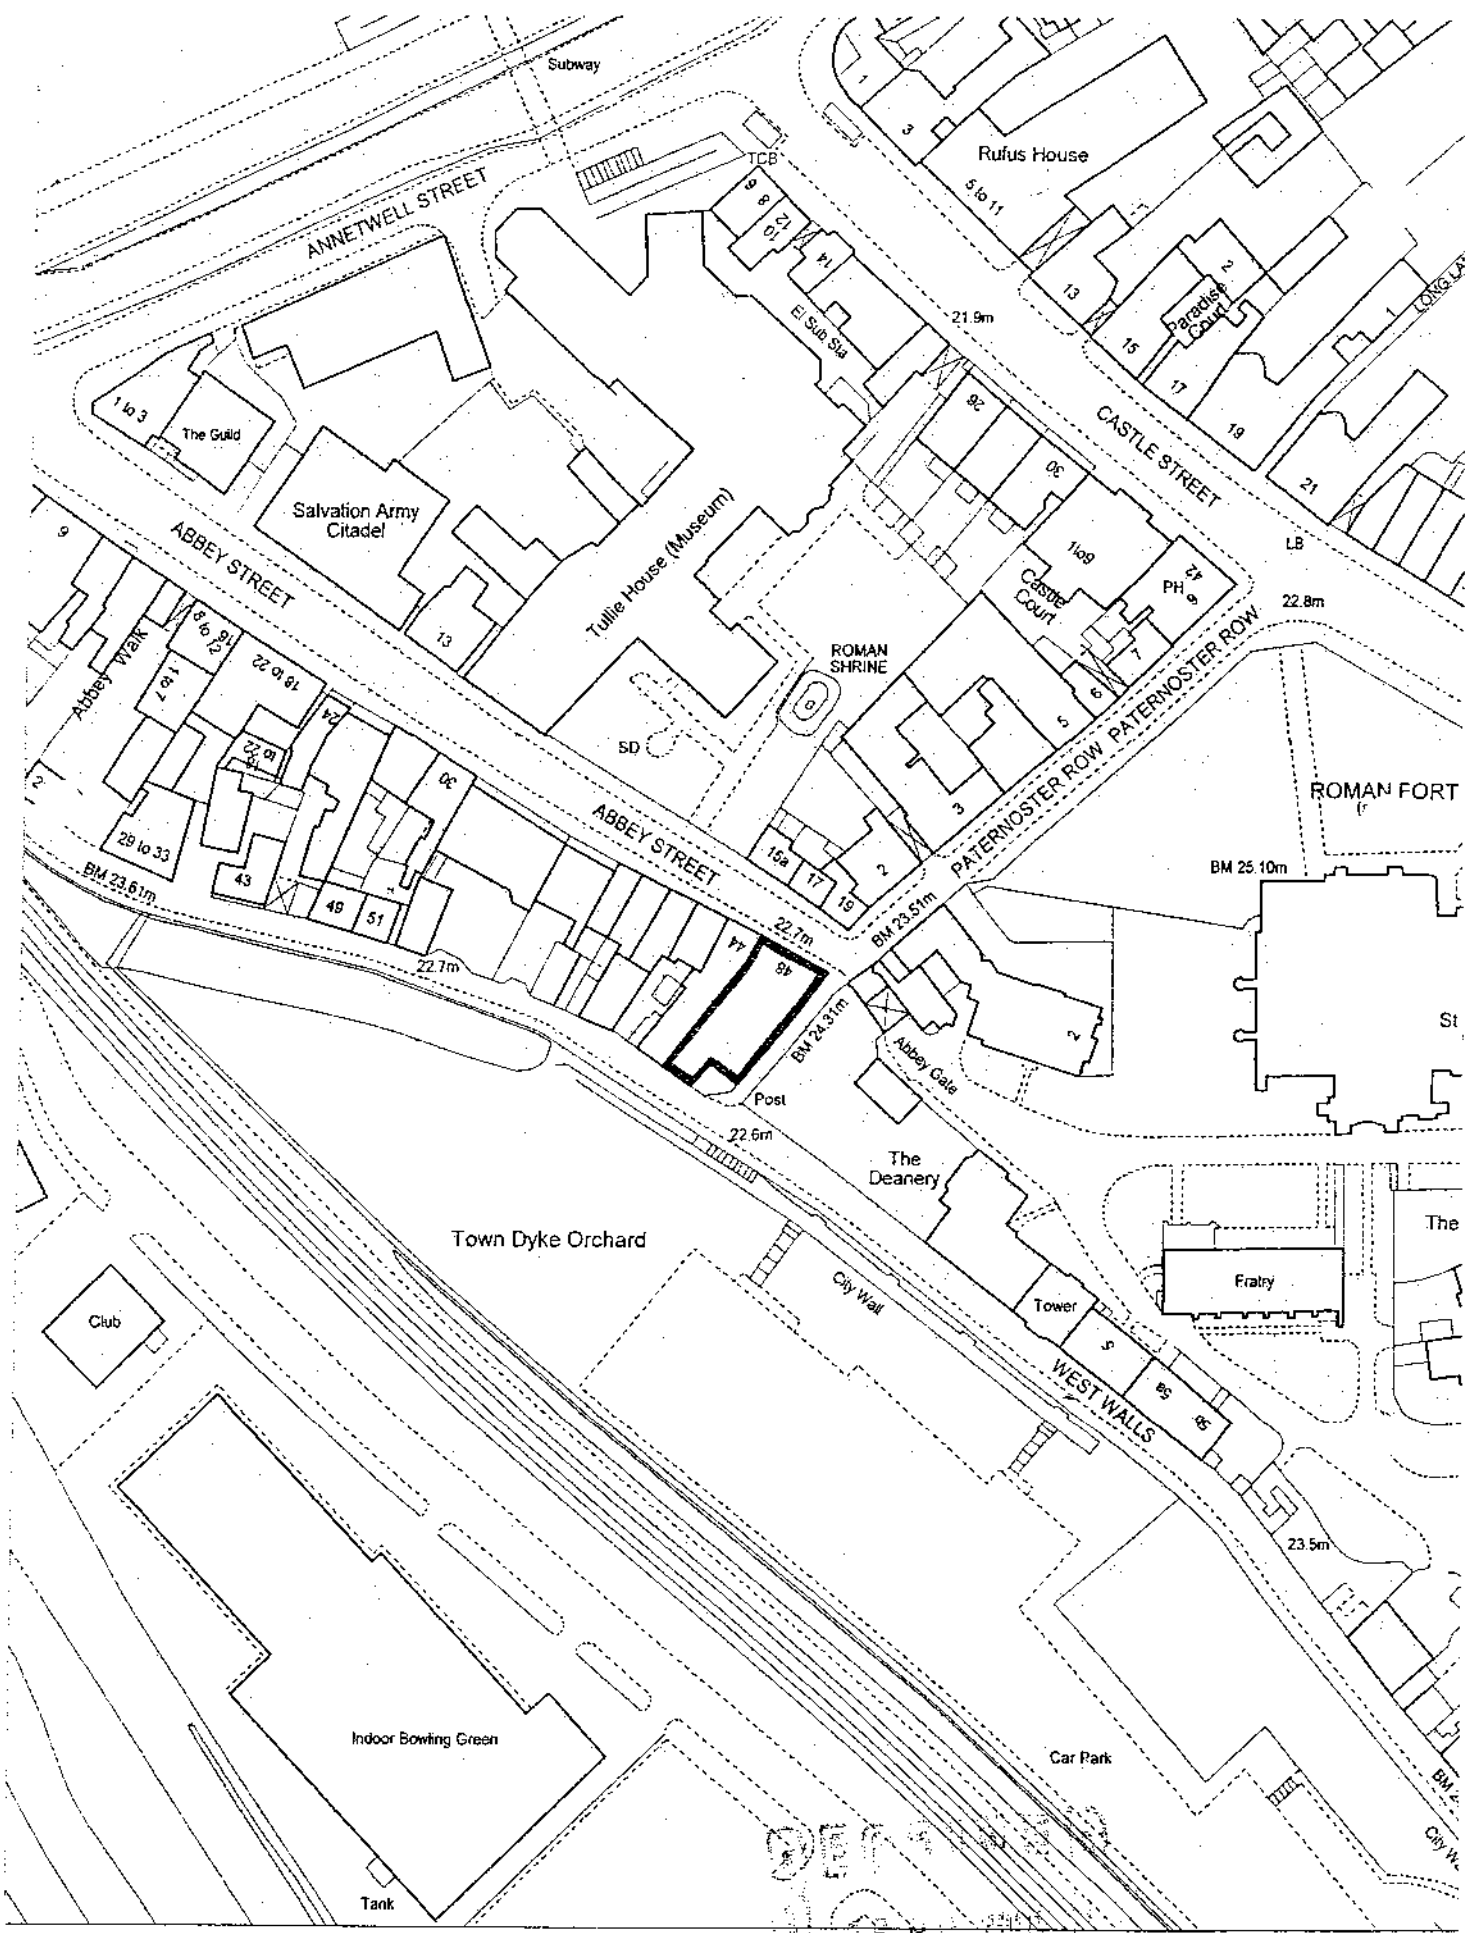 Subway
1
3
TCB
Rufus House
5 to 11
ANNETWELL STREET
6
8
10
12
14
13
2
Paradise
Court
1
El Sub Sta
21.9m
15
17
19
21
1 to 3
The Guild
26
CASTLE STREET
30
Salvation Army
Citadel
Tullie House (Museum)
LB
9
ABBEY STREET
1to9
42
PH
Castle
Court
22.8m
13
7
6
5
ROMAN
SHRINE
PATERNOSTER ROW
Abbey Walk
1 to 7
18 to 22
24
SD
2
30
PATERNOSTER ROW
ROMAN FORT
3
ABBEY STREET
29 to 33
BM 23.61m
43
49
51
15a
17
19
2
BM 25.10m
22.7m
BM 23.51m
44
48
22.7m
BM 24.31m
2
St
Abbey Gate
Post
22.6m
The
Deanery
Town Dyke Orchard
The
Fratry
City Wall
Club
Tower
5
5a
5b
WEST WALLS
23.5m
Indoor Bowling Green
Car Park
Tank